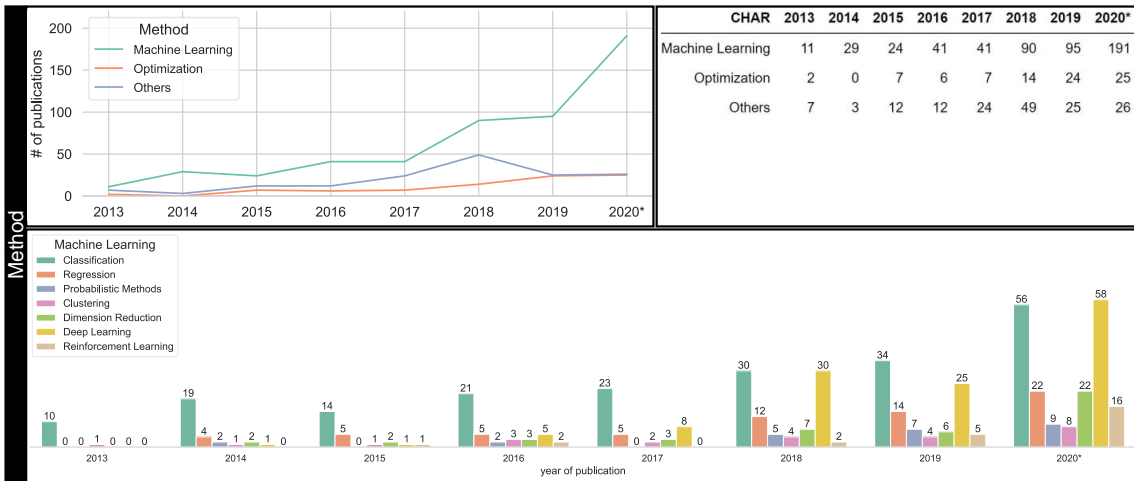 Method
200
150
100
50
0
# of publications
Method
Machine Learning
Optimization
Others
2013 2014 2015 2016 2017 2018 2019 2020*
CHAR 2013 2014 2015 2016 2017 2018 2019 2020*
Machine Learning 11 29 24 41 41 90 95 191
Optimization 2 0 7 6 7 14 24 25
Others 7 3 12 12 24 49 25 26
Machine Learning
Classification
Regression
Probabilistic Methods
Clustering
Dimension Reduction
Deep Learning
Reinforcement Learning
10 0 0 1 0 0 0
19 4 2 1 2 1 0
14 5 0 1 2 1 1
21 5 2 3 3 5 2
23 5 0 2 3 8 0
30 12 5 4 7 30 2
34 14 7 4 6 25 5
56 22 9 8 22 58 16
2013 2014 2015 2016 2017 2018 2019 2020*
year of publication